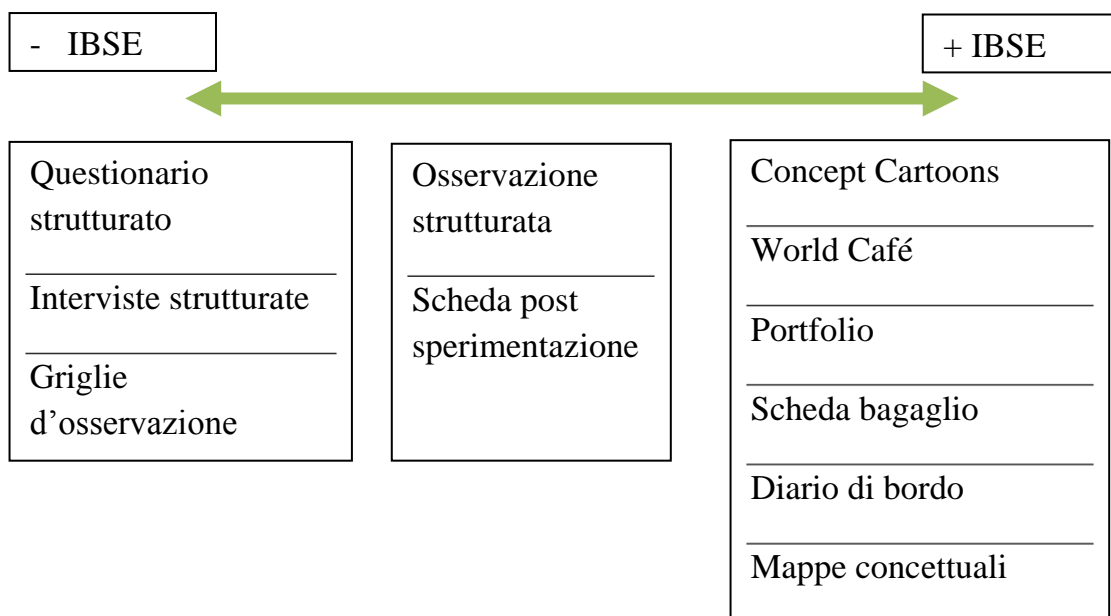 - IBSE
+ IBSE
Questionario
strutturato
Interviste strutturate
Griglie
d’osservazione
Osservazione
strutturata
Scheda post
sperimentazione
Concept Cartoons
World Café
Portfolio
Scheda bagaglio
Diario di bordo
Mappe concettuali